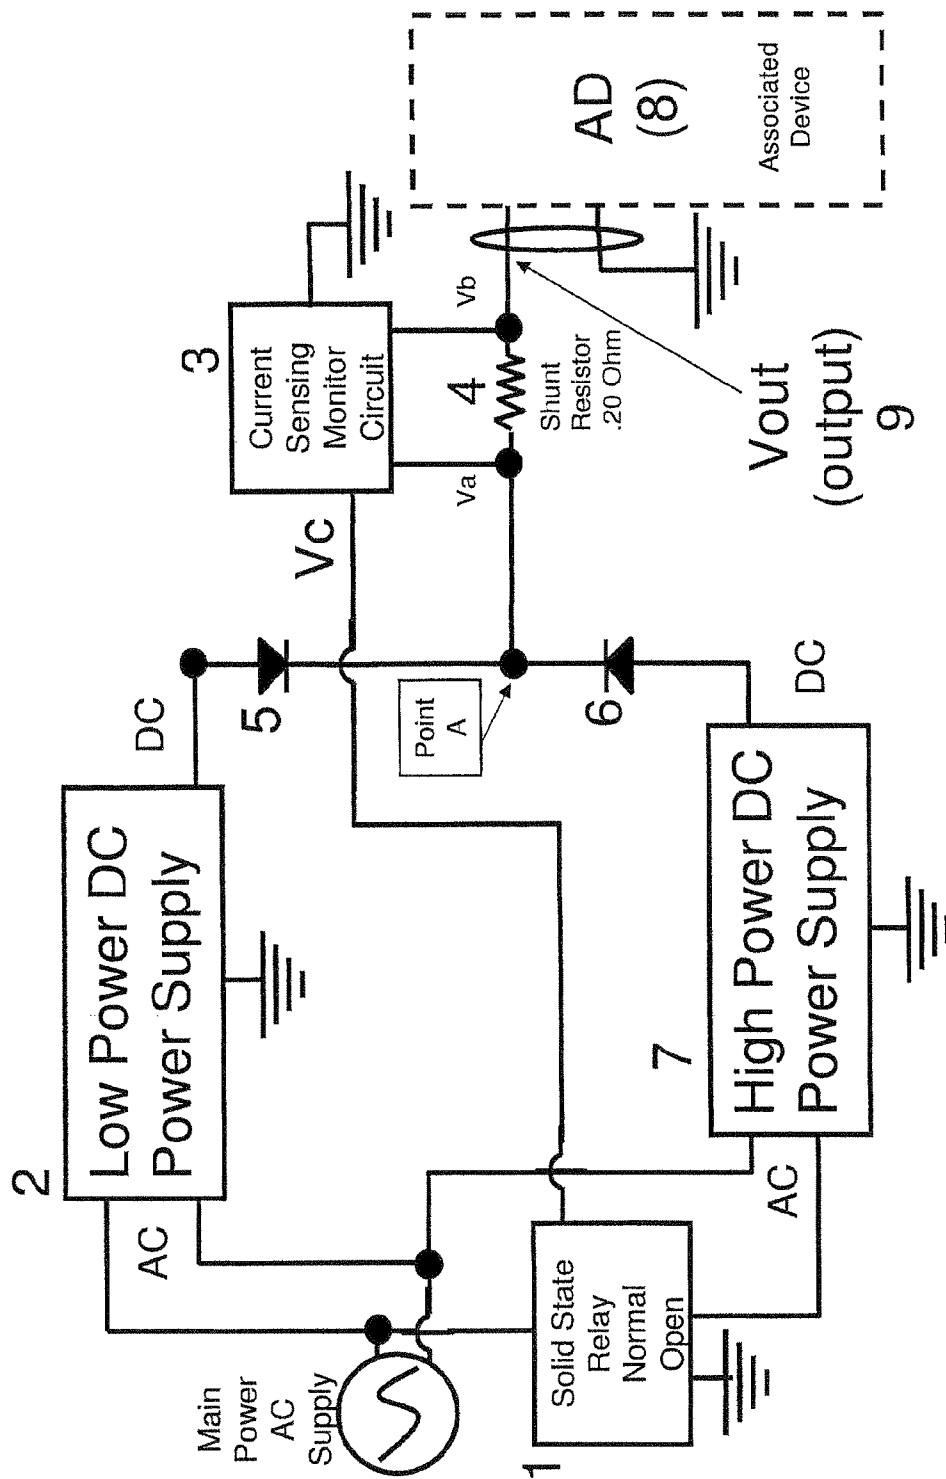 Main
Power
AC
Supply
2
Low Power DC
Power Supply
AC
DC
5
Point
A
6
Vc
3
Current
Sensing
Monitor
Circuit
Va
Vb
4
Shunt
Resistor
.20 Ohm
AD
(8)
Associated
Device
Vout
(output)
9
1
Solid State
Relay
Normal
Open
AC
7
High Power DC
Power Supply
DC